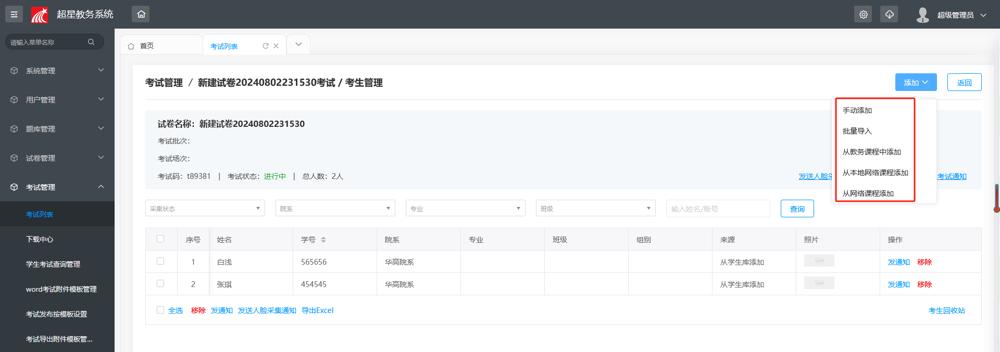 超星教务系统
超级管理员
请输入菜单名称
系统管理
用户管理
题库管理
试卷管理
考试管理
考试列表
下载中心
学生考试查询管理
word考试附件模板管理
考试发布按模板设置
考试导出附件模板管...
首页
考试列表
考试管理 / 新建试卷20240802231530考试 / 考生管理
添加
返回
手动添加
批量导入
从教务课程中添加
从本地网络课程添加
从网络课程添加
试卷名称：新建试卷20240802231530
考试批次：
考试场次：
考试码：t89381 | 考试状态：进行中 | 总人数：2人
发送人脸采
考试通知
采集状态 院系 专业 班级 输入姓名/账号 查询
序号 姓名 学号 院系 专业 班级 组别 来源 照片 操作
1 白浅 565656 华高院系 从学生库添加 发通知 移除
2 张琪 454545 华高院系 从学生库添加 发通知 移除
全选 移除 发通知 发送人脸采集通知 导出Excel 考生回收站